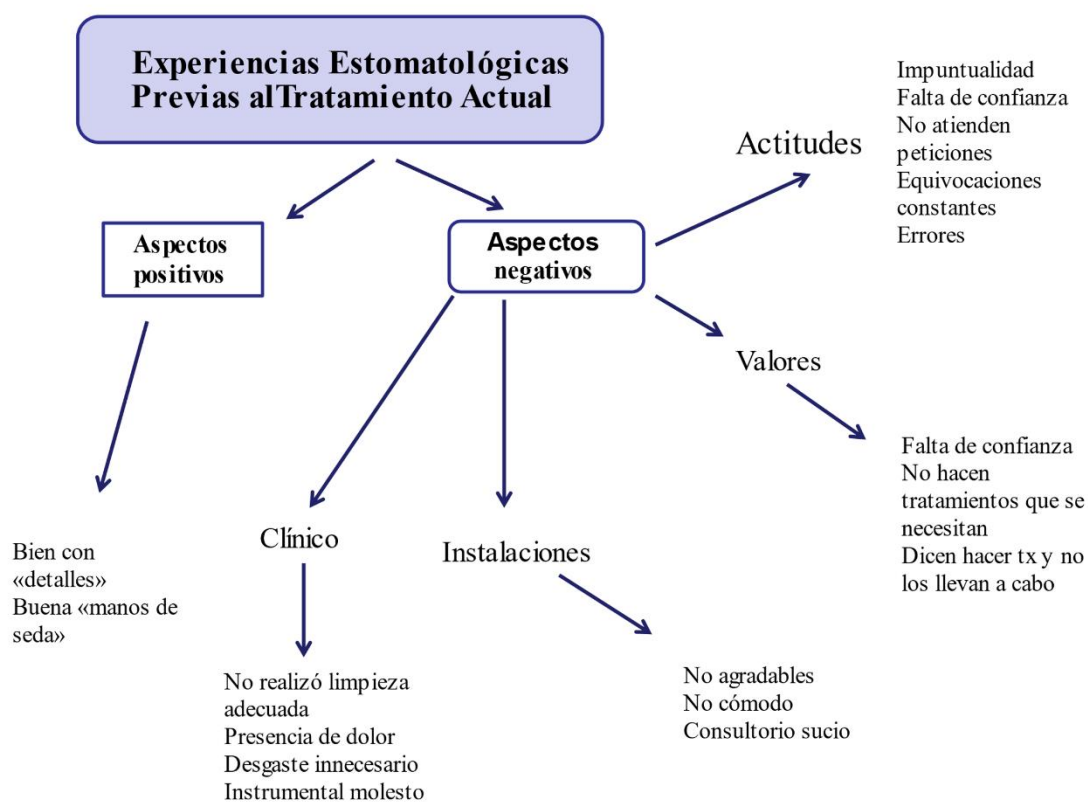 Experiencias Estomatológicas
Previas alTratamiento Actual
Aspectos
positivos
Aspectos
negativos
Actitudes
Impuntualidad
Falta de confianza
No atienden
peticiones
Equivocaciones
constantes
Errores
Valores
Falta de confianza
No hacen
tratamientos que se
necesitan
Dicen hacer tx y no
los llevan a cabo
Bien con
«detalles»
Buena «manos de
seda»
Clínico
No realizó limpieza
adecuada
Presencia de dolor
Desgaste innecesario
Instrumental molesto
Instalaciones
No agradables
No cómodo
Consultorio sucio